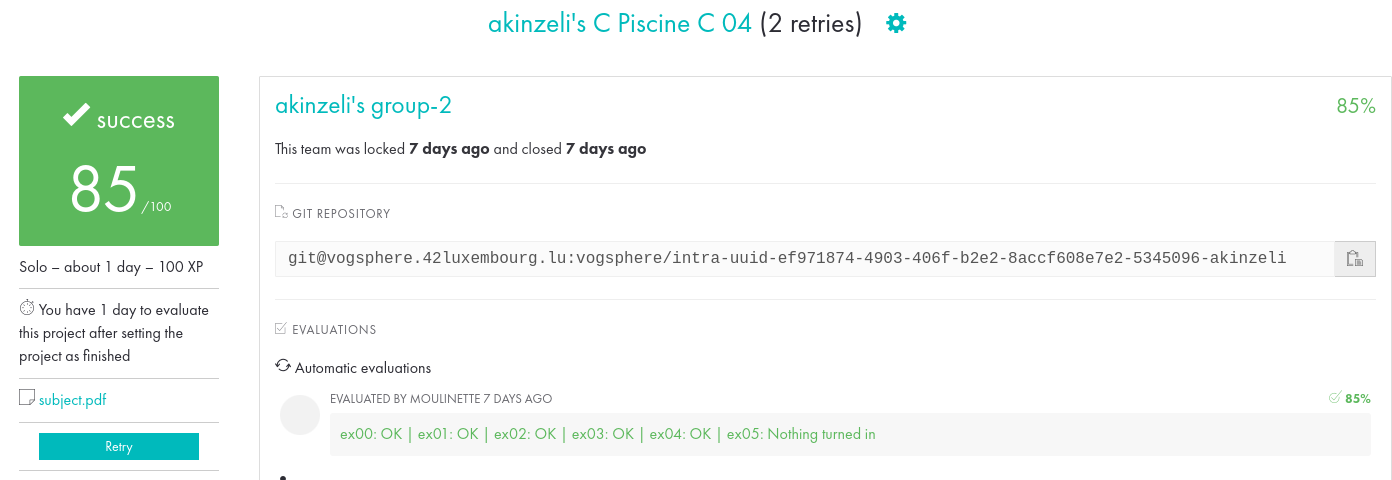 akinzeli's C Piscine C 04 (2 retries)
success
85 /100
Solo – about 1 day – 100 XP
You have 1 day to evaluate
this project after setting the
project as finished
subject.pdf
Retry
akinzeli's group-2
85%
This team was locked 7 days ago and closed 7 days ago
GIT REPOSITORY
git@vogsphere.42luxembourg.lu:vogsphere/intra-uuid-ef971874-4903-406f-b2e2-8accf608e7e2-5345096-akinzeli
EVALUATIONS
Automatic evaluations
EVALUATED BY MOULINETTE 7 DAYS AGO
85%
ex00: OK | ex01: OK | ex02: OK | ex03: OK | ex04: OK | ex05: Nothing turned in